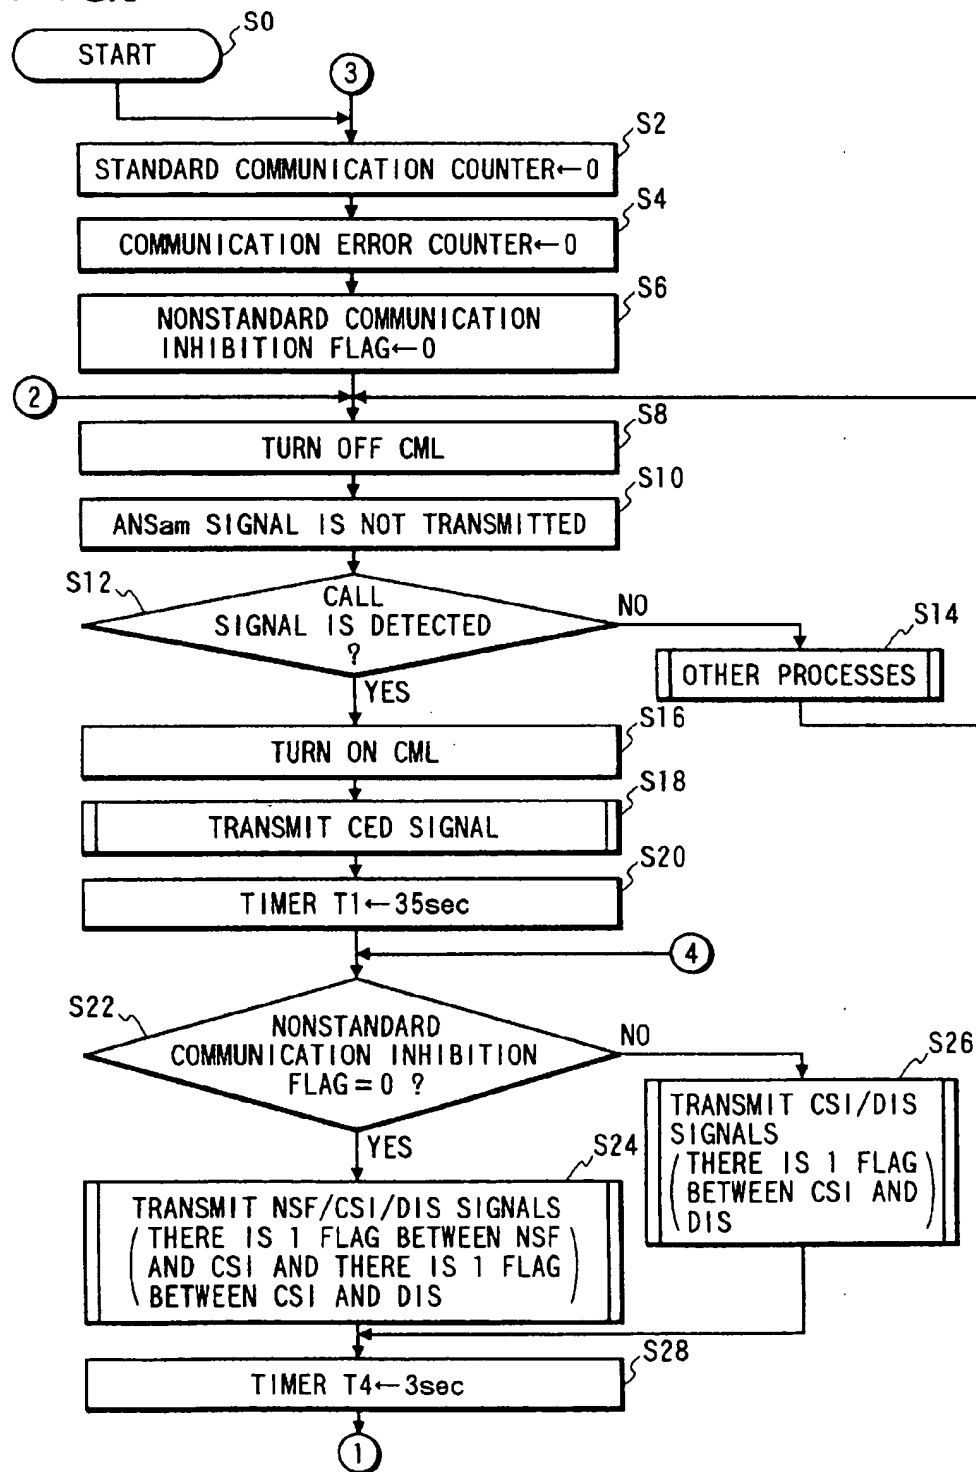 START
S0
3
S2
STANDARD COMMUNICATION COUNTER←0
S4
COMMUNICATION ERROR COUNTER←0
S6
NONSTANDARD COMMUNICATION
INHIBITION FLAG←0
2
S8
TURN OFF CML
S10
ANSam SIGNAL IS NOT TRANSMITTED
S12
CALL
SIGNAL IS DETECTED
?
NO
YES
S14
OTHER PROCESSES
S16
TURN ON CML
S18
TRANSMIT CED SIGNAL
S20
TIMER T1←35sec
4
S22
NONSTANDARD
COMMUNICATION INHIBITION
FLAG=0 ?
NO
YES
S26
TRANSMIT CSI/DIS
SIGNALS
(THERE IS 1 FLAG
BETWEEN CSI AND
DIS)
S24
TRANSMIT NSF/CSI/DIS SIGNALS
(THERE IS 1 FLAG BETWEEN NSF
AND CSI AND THERE IS 1 FLAG
BETWEEN CSI AND DIS)
S28
TIMER T4←3sec
1